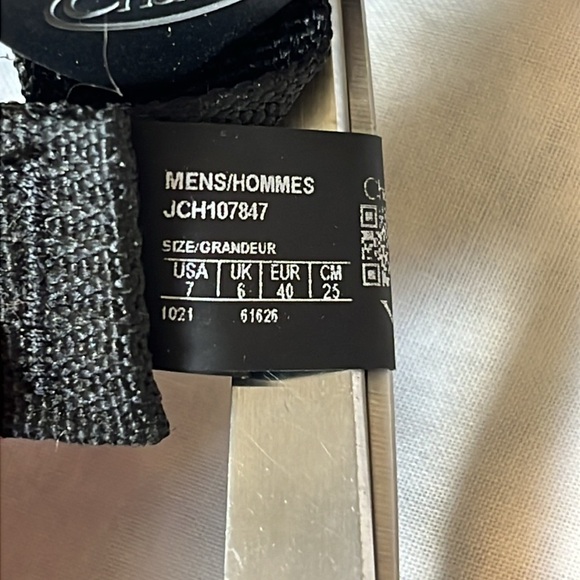 MENS/HOMMES
JCH107847
SIZE/GRANDEUR
USA UK EUR CM
7 6 40 25
1021 61626